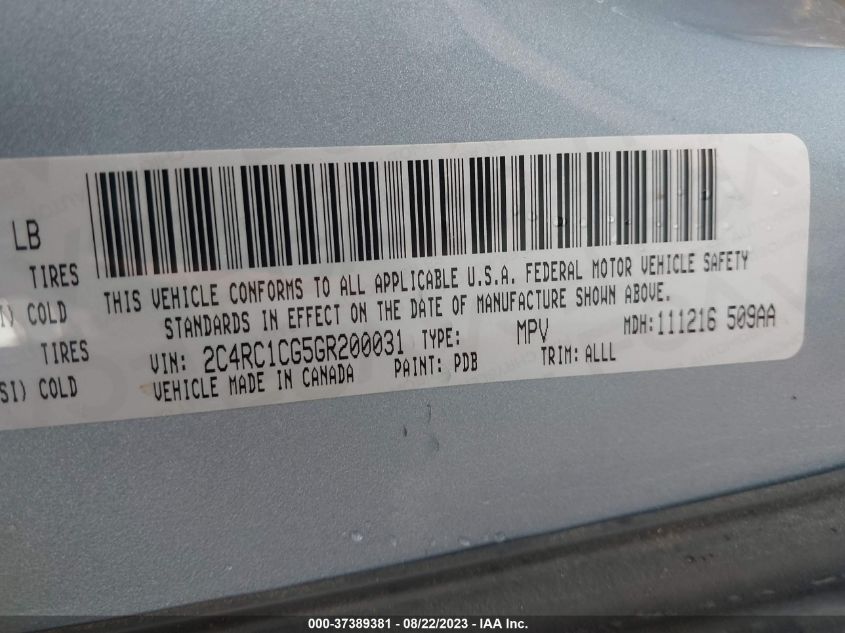 LB
TIRES
I) COLD
TIRES
SI) COLD
THIS VEHICLE CONFORMS TO ALL APPLICABLE U.S.A. FEDERAL MOTOR VEHICLE SAFETY
STANDARDS IN EFFECT ON THE DATE OF MANUFACTURE SHOWN ABOVE.
VIN: 2C4RC1CG5GR200031 TYPE: MPV MDH:111216 509AA
VEHICLE MADE IN CANADA PAINT: PDB TRIM: ALLL
000-37389381 - 08/22/2023 - IAA Inc.